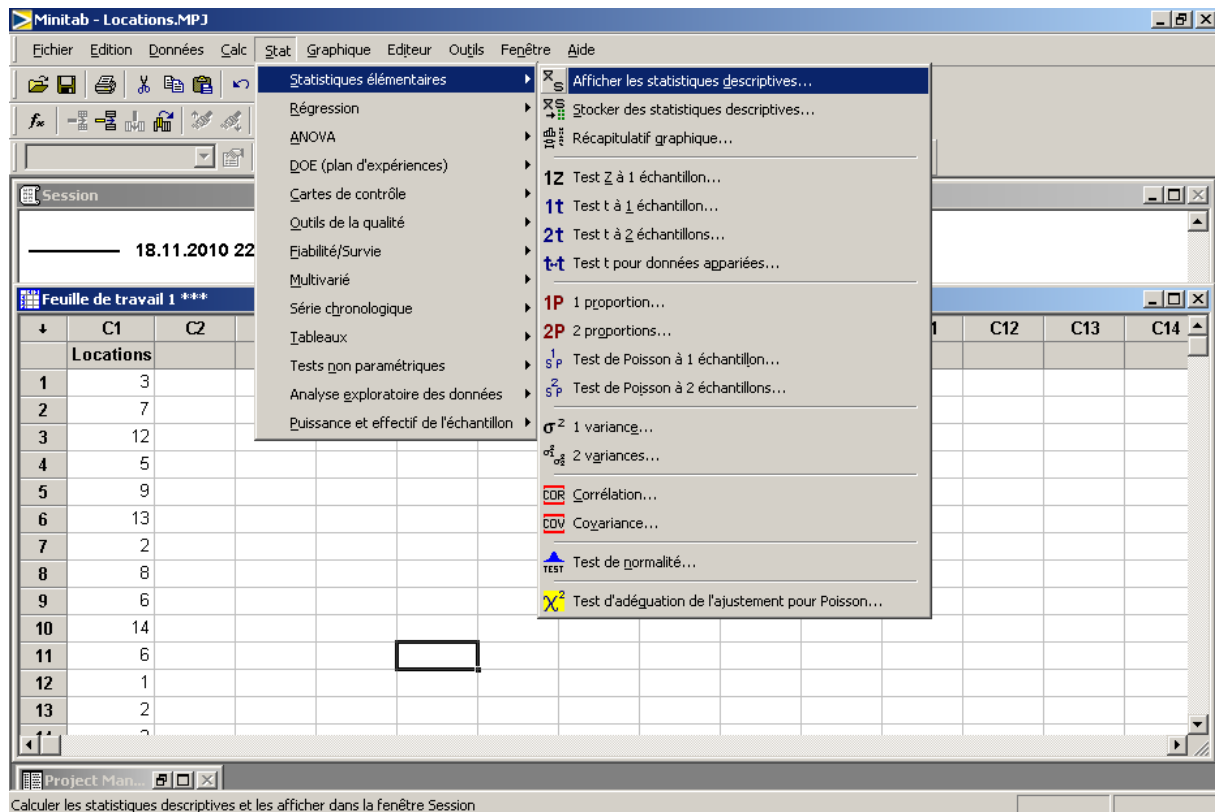 Minitab - Locations.MPJ
Fichier Edition Données Calc Stat Graphique Editeur Outils Fenêtre Aide
Statistiques élémentaires
Régression
ANOVA
DOE (plan d'expériences)
Cartes de contrôle
Outils de la qualité
Fiabilité/Survie
Multivarié
Série chronologique
Tableaux
Tests non paramétriques
Analyse exploratoire des données
Puissance et effectif de l'échantillon
Afficher les statistiques descriptives...
Stocker des statistiques descriptives...
Récapitulatif graphique...
1Z Test Z à 1 échantillon...
1t Test t à 1 échantillon...
2t Test t à 2 échantillons...
t-t Test t pour données appariées...
1P 1 proportion...
2P 2 proportions...
Test de Poisson à 1 échantillon...
Test de Poisson à 2 échantillons...
σ2 1 variance...
2 variances...
COR Corrélation...
COV Covariance...
TEST Test de normalité...
χ2 Test d'adéquation de l'ajustement pour Poisson...
Session
18.11.2010 22
Feuille de travail 1 ***
C1 C2 1 C12 C13 C14
Locations
1 3
2 7
3 12
4 5
5 9
6 13
7 2
8 8
9 6
10 14
11 6
12 1
13 2
Project Man...
Calculer les statistiques descriptives et les afficher dans la fenêtre Session